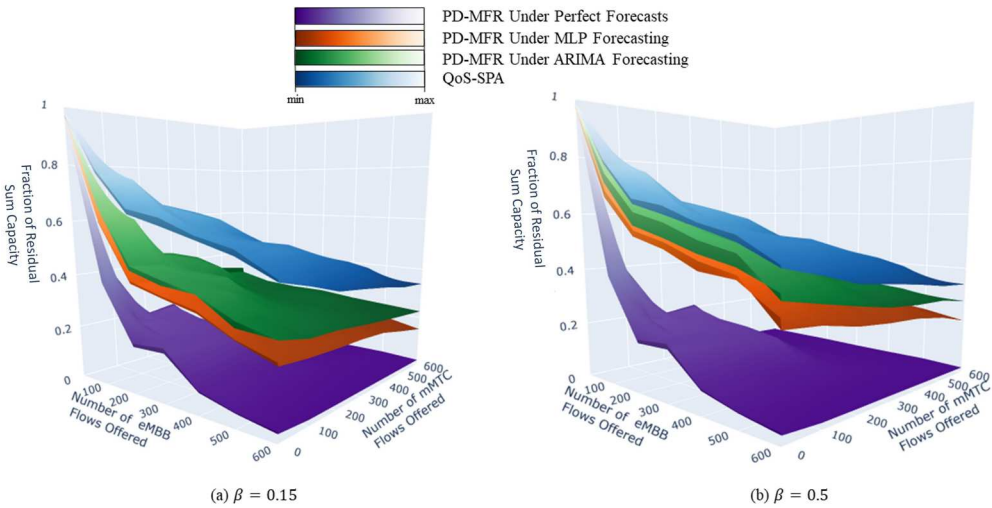 PD-MFR Under Perfect Forecasts
PD-MFR Under MLP Forecasting
PD-MFR Under ARIMA Forecasting
QoS-SPA
min max
1
0.8
0.6
0.4
0.2
0
Fraction of Residual
Sum Capacity
100
200
300
400
500
600
Number of eMBB
Flows Offered
0
100
200
300
400
500
600
Number of mMTC
Flows Offered
(a) β = 0.15
1
0.8
0.6
0.4
0.2
0
Fraction of Residual
Sum Capacity
100
200
300
400
500
600
Number of eMBB
Flows Offered
0
100
200
300
400
500
600
Number of mMTC
Flows Offered
(b) β = 0.5